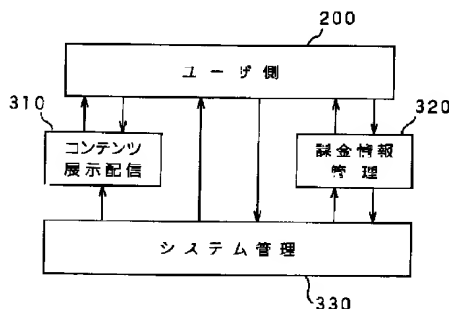 200
ユーザ側
310
コンテンツ
展示配信
320
課金情報
管理
システム管理
330